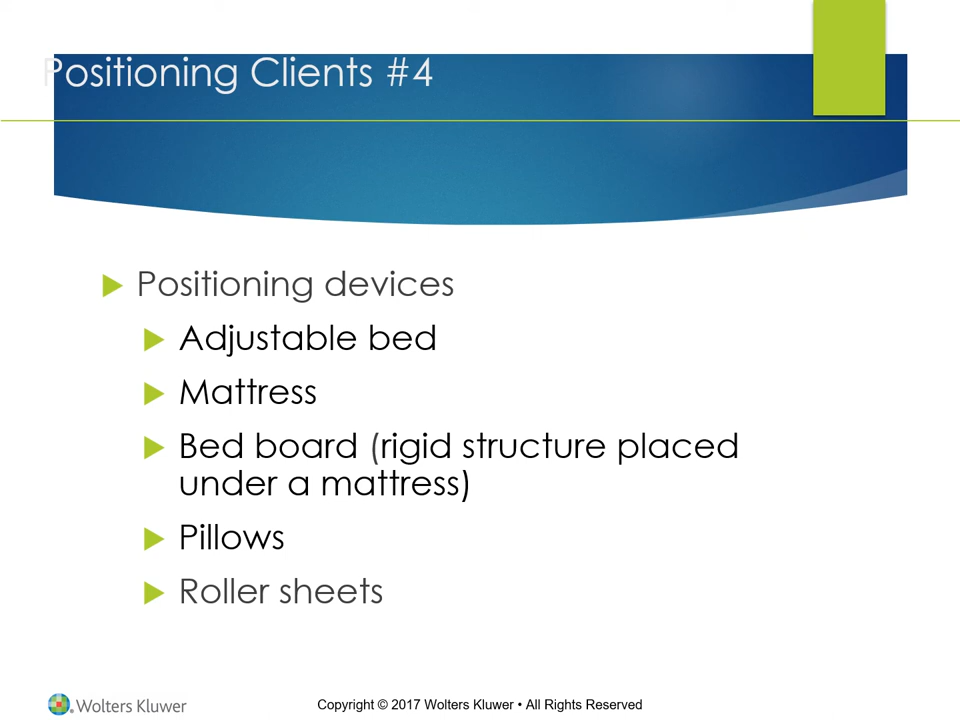 Positioning Clients #4
Positioning devices
Adjustable bed
Mattress
Bed board (rigid structure placed
under a mattress)
Pillows
Roller sheets
Wolters Kluwer
Copyright © 2017 Wolters Kluwer • All Rights Reserved